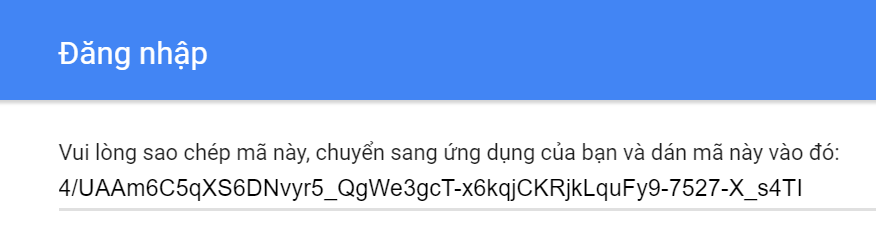 Đăng nhập
Vui lòng sao chép mã này, chuyển sang ứng dụng của bạn và dán mã này vào đó:
4/UAAm6C5qXS6DNvyr5_QgWe3gcT-x6kqjCKRjkLquFy9-7527-X_s4TI